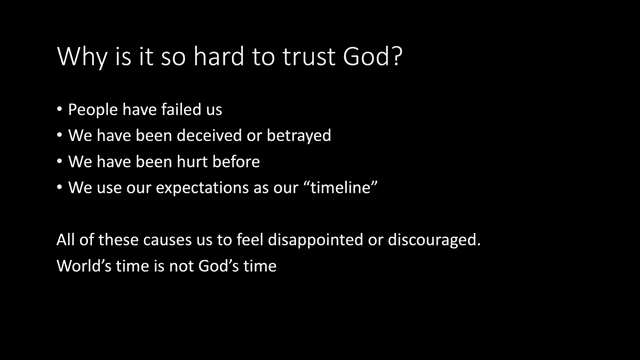 Why is it so hard to trust God?
• People have failed us
• We have been deceived or betrayed
• We have been hurt before
• We use our expectations as our “timeline”
All of these causes us to feel disappointed or discouraged.
World’s time is not God’s time